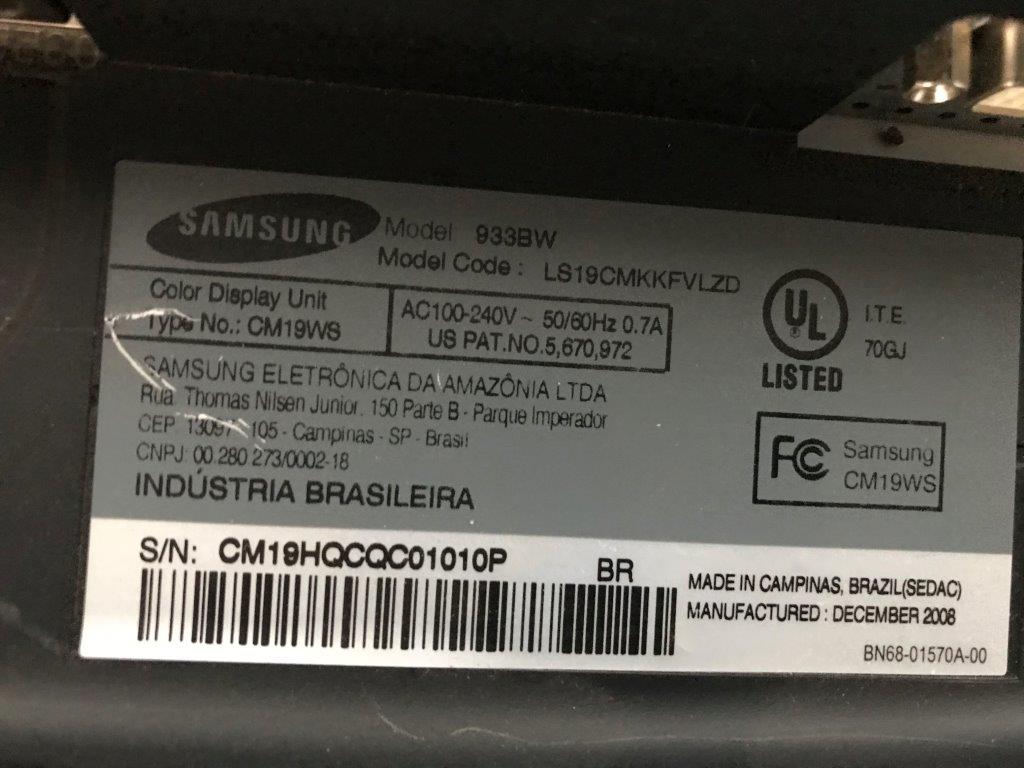 SAMSUNG
Model 933BW
Model Code : LS19CMKKFVLZD
Color Display Unit
Type No.: CM19WS
AC100-240V ~ 50/60Hz 0.7A
US PAT.NO.5,670,972
SAMSUNG ELETRÔNICA DA AMAZÔNIA LTDA
Rua Thomas Nilsen Junior. 150 Parte B - Parque Imperador
CEP. 13097 - 105 - Campinas - SP - Brasil
CNPJ: 00.280 273/0002-18
INDÚSTRIA BRASILEIRA
UL
LISTED
I.T.E.
70GJ
FC Samsung
CM19WS
S/N: CM19HQCQC01010P BR
MADE IN CAMPINAS, BRAZIL(SEDAC)
MANUFACTURED : DECEMBER 2008
BN68-01570A-00